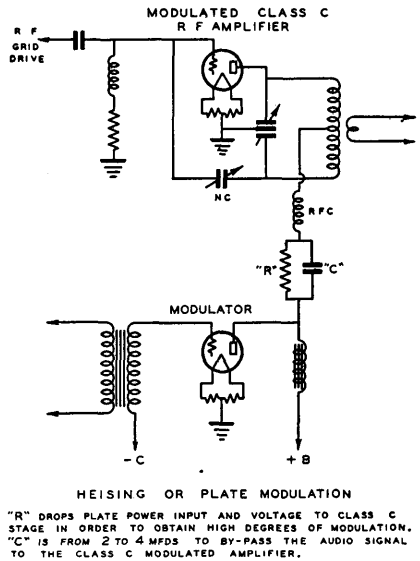 MODULATED CLASS C
R F AMPLIFIER
R F
GRID
DRIVE
NC
RFC
"R"
"C"
MODULATOR
-C
+B
HEISING OR PLATE MODULATION
"R" DROPS PLATE POWER INPUT AND VOLTAGE TO CLASS C
STAGE IN ORDER TO OBTAIN HIGH DEGREES OF MODULATION.
"C" IS FROM 2 TO 4 MFDS TO BY-PASS THE AUDIO SIGNAL
TO THE CLASS C MODULATED AMPLIFIER.